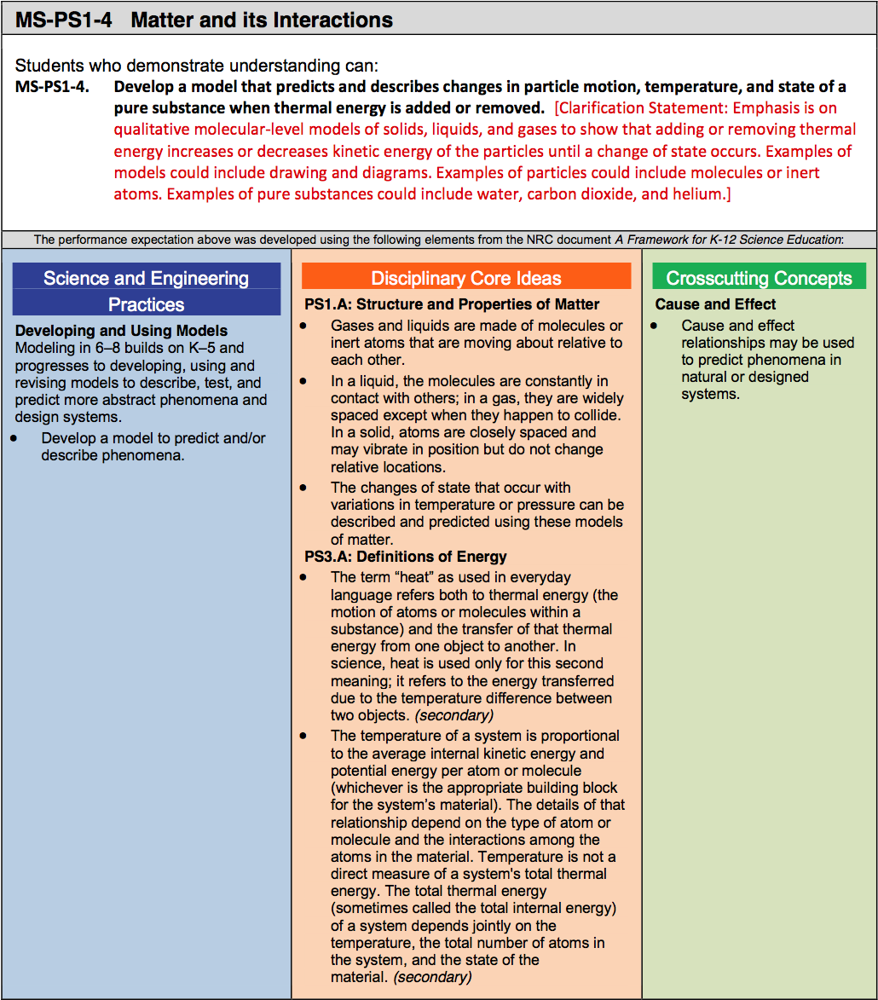 MS-PS1-4 Matter and its Interactions
Students who demonstrate understanding can:
MS-PS1-4. Develop a model that predicts and describes changes in particle motion, temperature, and state of a
pure substance when thermal energy is added or removed. [Clarification Statement: Emphasis is on
qualitative molecular-level models of solids, liquids, and gases to show that adding or removing thermal
energy increases or decreases kinetic energy of the particles until a change of state occurs. Examples of
models could include drawing and diagrams. Examples of particles could include molecules or inert
atoms. Examples of pure substances could include water, carbon dioxide, and helium.]
The performance expectation above was developed using the following elements from the NRC document A Framework for K-12 Science Education:
Science and Engineering
Practices
Developing and Using Models
Modeling in 6–8 builds on K–5 and
progresses to developing, using and
revising models to describe, test, and
predict more abstract phenomena and
design systems.
• Develop a model to predict and/or
describe phenomena.
Disciplinary Core Ideas
PS1.A: Structure and Properties of Matter
• Gases and liquids are made of molecules or
inert atoms that are moving about relative to
each other.
• In a liquid, the molecules are constantly in
contact with others; in a gas, they are widely
spaced except when they happen to collide.
In a solid, atoms are closely spaced and
may vibrate in position but do not change
relative locations.
• The changes of state that occur with
variations in temperature or pressure can be
described and predicted using these models
of matter.
PS3.A: Definitions of Energy
• The term “heat” as used in everyday
language refers both to thermal energy (the
motion of atoms or molecules within a
substance) and the transfer of that thermal
energy from one object to another. In
science, heat is used only for this second
meaning; it refers to the energy transferred
due to the temperature difference between
two objects. (secondary)
• The temperature of a system is proportional
to the average internal kinetic energy and
potential energy per atom or molecule
(whichever is the appropriate building block
for the system’s material). The details of that
relationship depend on the type of atom or
molecule and the interactions among the
atoms in the material. Temperature is not a
direct measure of a system's total thermal
energy. The total thermal energy
(sometimes called the total internal energy)
of a system depends jointly on the
temperature, the total number of atoms in
the system, and the state of the
material. (secondary)
Crosscutting Concepts
Cause and Effect
• Cause and effect
relationships may be used
to predict phenomena in
natural or designed
systems.